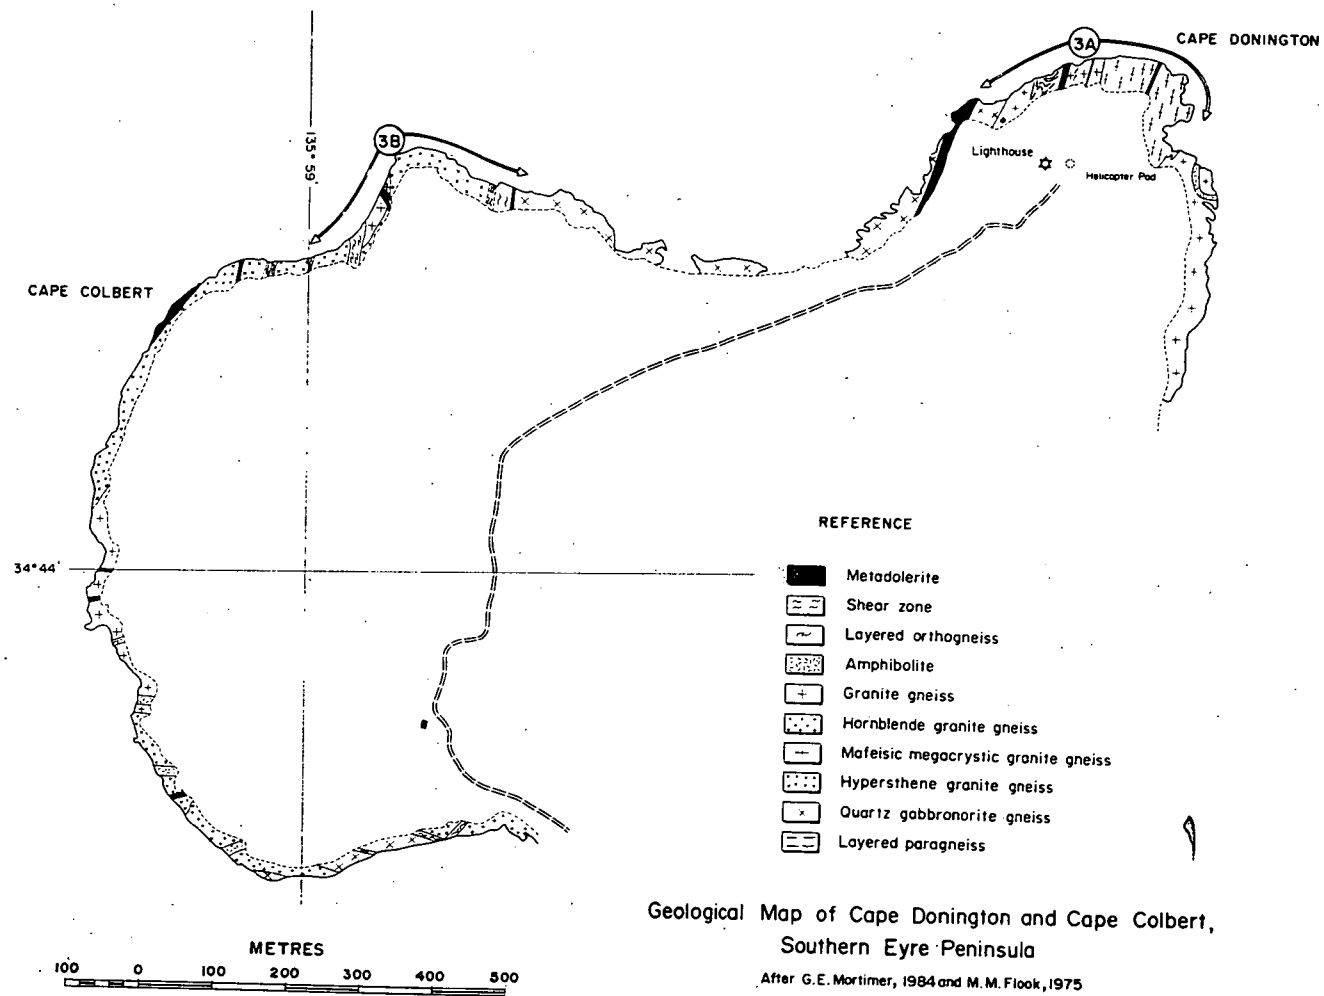 3A
CAPE DONINGTON
3B
135° 59'
Lighthouse
Helicopter Pad
CAPE COLBERT
34°44'
REFERENCE
Metadolerite
Shear zone
Layered orthogneiss
Amphibolite
Granite gneiss
Hornblende granite gneiss
Mafeisic megacrystic granite gneiss
Hypersthene granite gneiss
Quartz gabbronorite gneiss
Layered paragneiss
Geological Map of Cape Donington and Cape Colbert,
Southern Eyre Peninsula
After G.E. Mortimer, 1984 and M. M. Flook, 1975
METRES
100 0 100 200 300 400 500